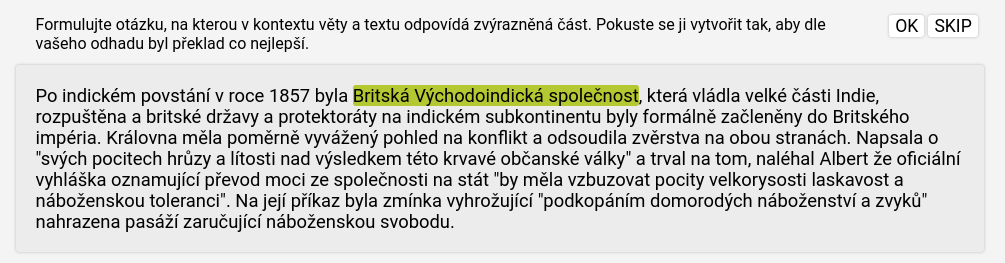 Formulujte otázku, na kterou v kontextu věty a textu odpovídá zvýrazněná část. Pokuste se ji vytvořit tak, aby dle
vašeho odhadu byl překlad co nejlepší.
OK SKIP
Po indickém povstání v roce 1857 byla Britská Východoindická společnost, která vládla velké části Indie,
rozpuštěna a britské državy a protektoráty na indickém subkontinentu byly formálně začleněny do Britského
impéria. Královna měla poměrně vyvážený pohled na konflikt a odsoudila zvěrstva na obou stranách. Napsala o
"svých pocitech hrůzy a lítosti nad výsledkem této krvavé občanské války" a trval na tom, naléhal Albert že oficiální
vyhláška oznamující převod moci ze společnosti na stát "by měla vzbuzovat pocity velkorysosti laskavost a
náboženskou toleranci". Na její příkaz byla zmínka vyhrožující "podkopáním domorodých náboženství a zvyků"
nahrazena pasáží zaručující náboženskou svobodu.